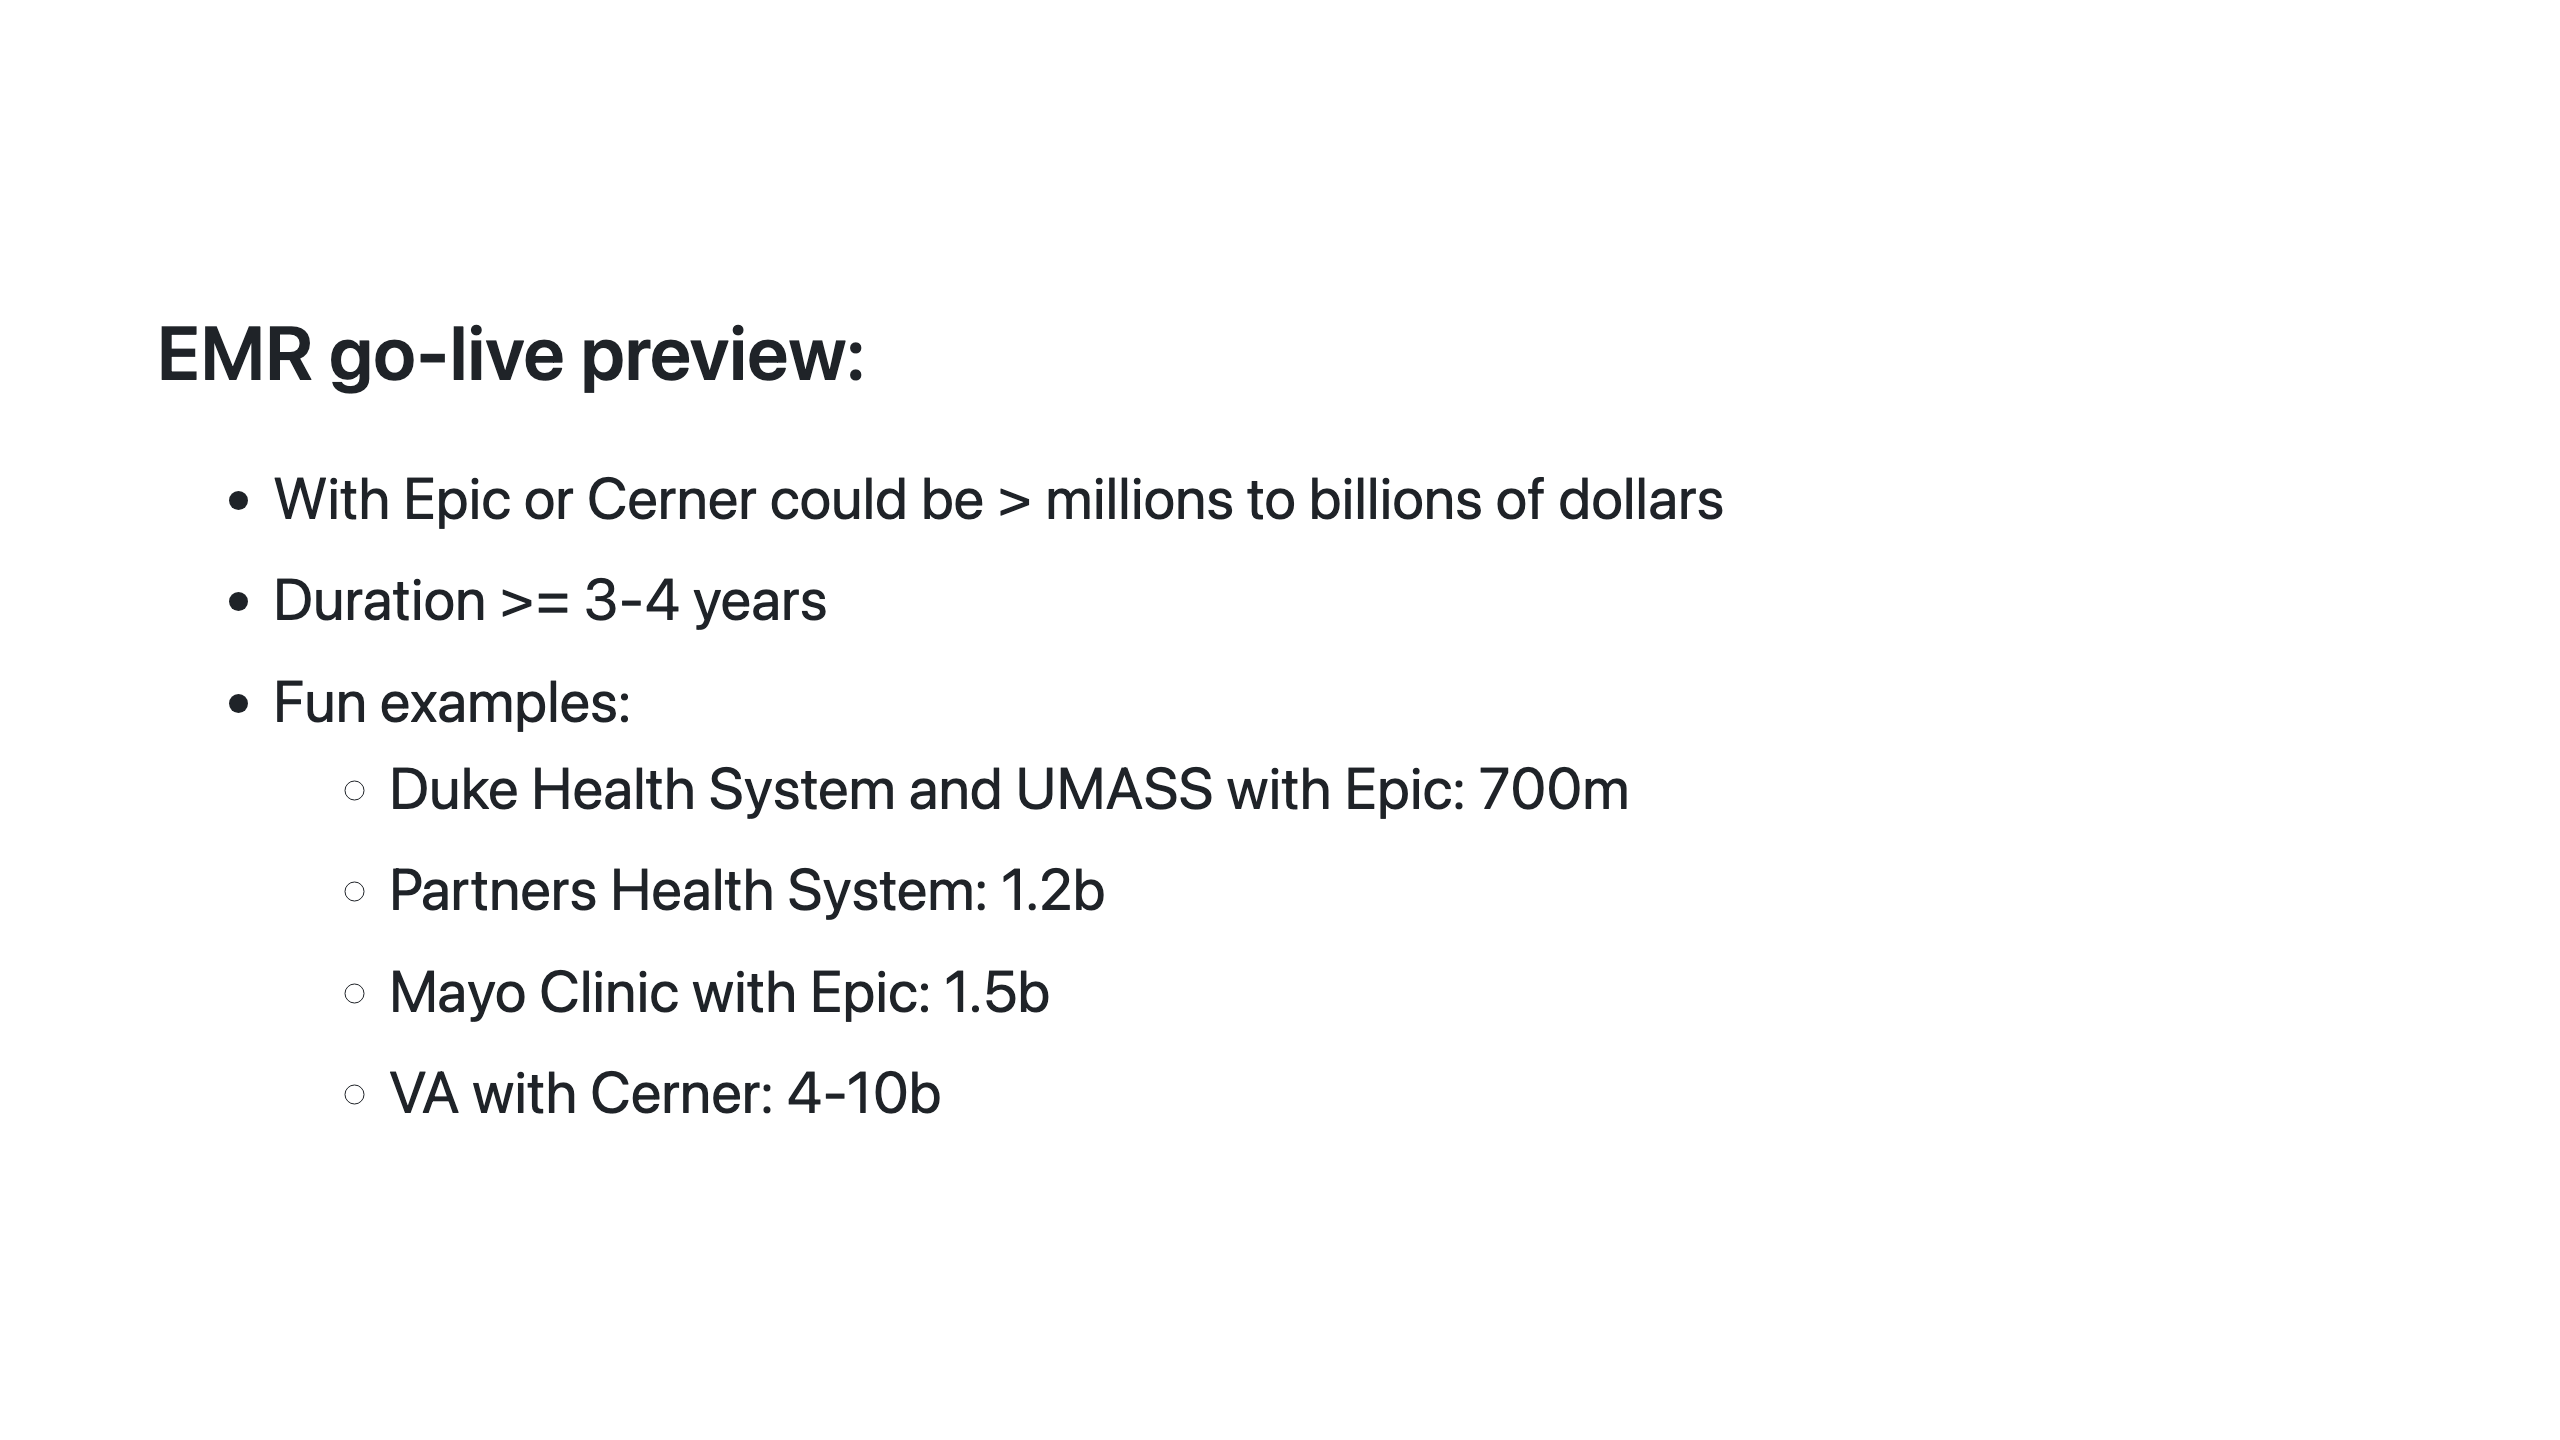 EMR go-live preview:
• With Epic or Cerner could be > millions to billions of dollars
• Duration >= 3-4 years
• Fun examples:
○ Duke Health System and UMASS with Epic: 700m
○ Partners Health System: 1.2b
○ Mayo Clinic with Epic: 1.5b
○ VA with Cerner: 4-10b